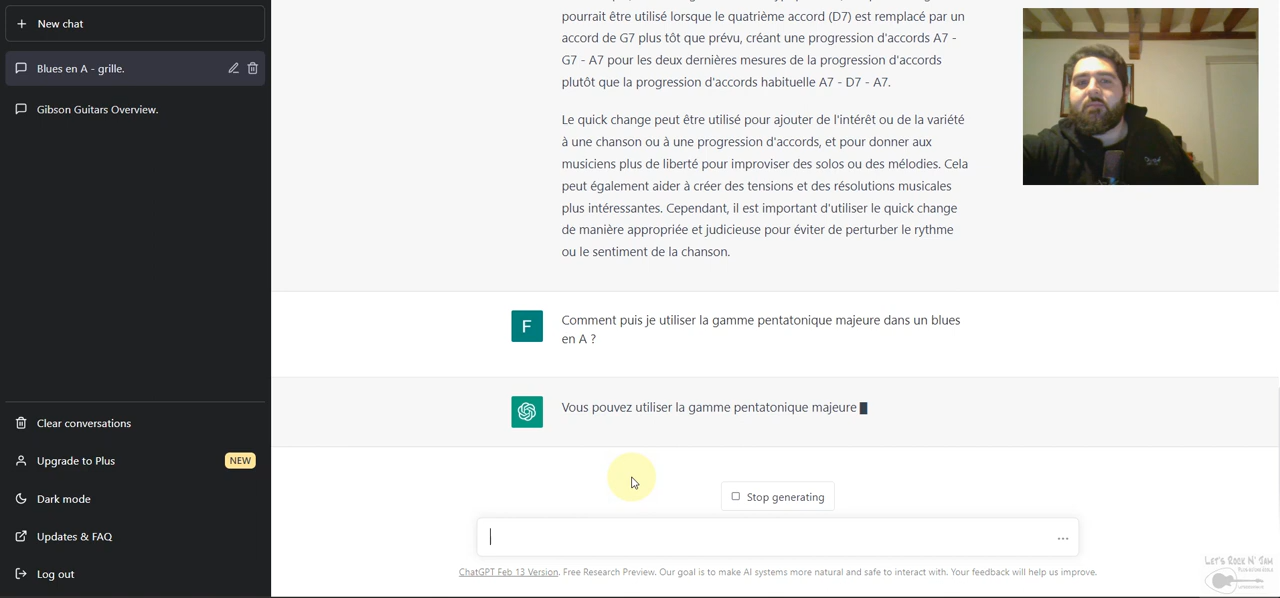 New chat
Blues en A - grille.
Gibson Guitars Overview.
Clear conversations
Upgrade to Plus
NEW
Dark mode
Updates & FAQ
Log out
pourrait être utilisé lorsque le quatrième accord (D7) est remplacé par un
accord de G7 plus tôt que prévu, créant une progression d'accords A7 -
G7 - A7 pour les deux dernières mesures de la progression d'accords
plutôt que la progression d'accords habituelle A7 - D7 - A7.
Le quick change peut être utilisé pour ajouter de l'intérêt ou de la variété
à une chanson ou à une progression d'accords, et pour donner aux
musiciens plus de liberté pour improviser des solos ou des mélodies. Cela
peut également aider à créer des tensions et des résolutions musicales
plus intéressantes. Cependant, il est important d'utiliser le quick change
de manière appropriée et judicieuse pour éviter de perturber le rythme
ou le sentiment de la chanson.
F
Comment puis je utiliser la gamme pentatonique majeure dans un blues
en A ?
Vous pouvez utiliser la gamme pentatonique majeure
Stop generating
ChatGPT Feb 13 Version. Free Research Preview. Our goal is to make AI systems more natural and safe to interact with. Your feedback will help us improve.
LET'S ROCK N' JAM